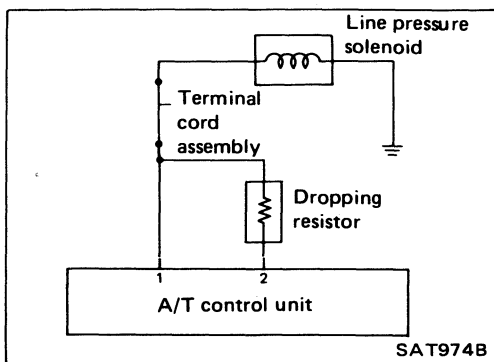 Line pressure
solenoid
Terminal
cord
assembly
Dropping
resistor
1 2
A/T control unit
SAT974B